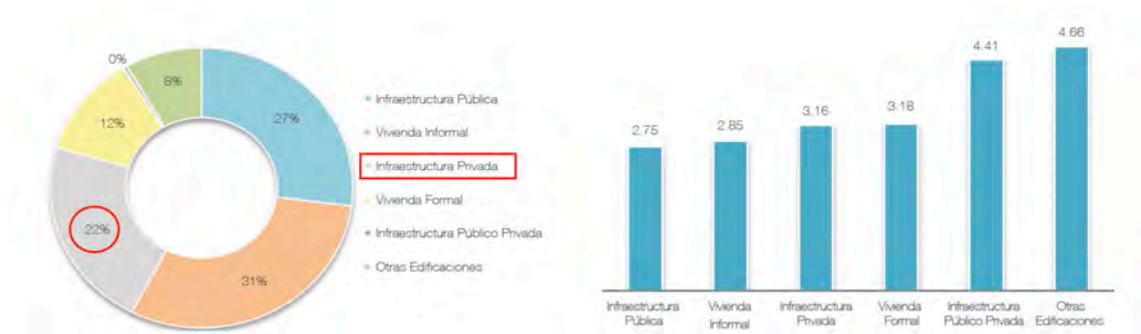 0%
8%
27%
12%
22%
31%
Infraestructura Pública
Vivienda Informal
Infraestructura Privada
Vivienda Formal
Infraestructura Público Privada
Otras Edificaciones
2.75
2.85
3.16
3.18
4.41
4.66
Infraestructura
Pública
Vivienda
Informal
Infraestructura
Privada
Vivienda
Formal
Infraestructura
Público Privada
Otras
Edificaciones